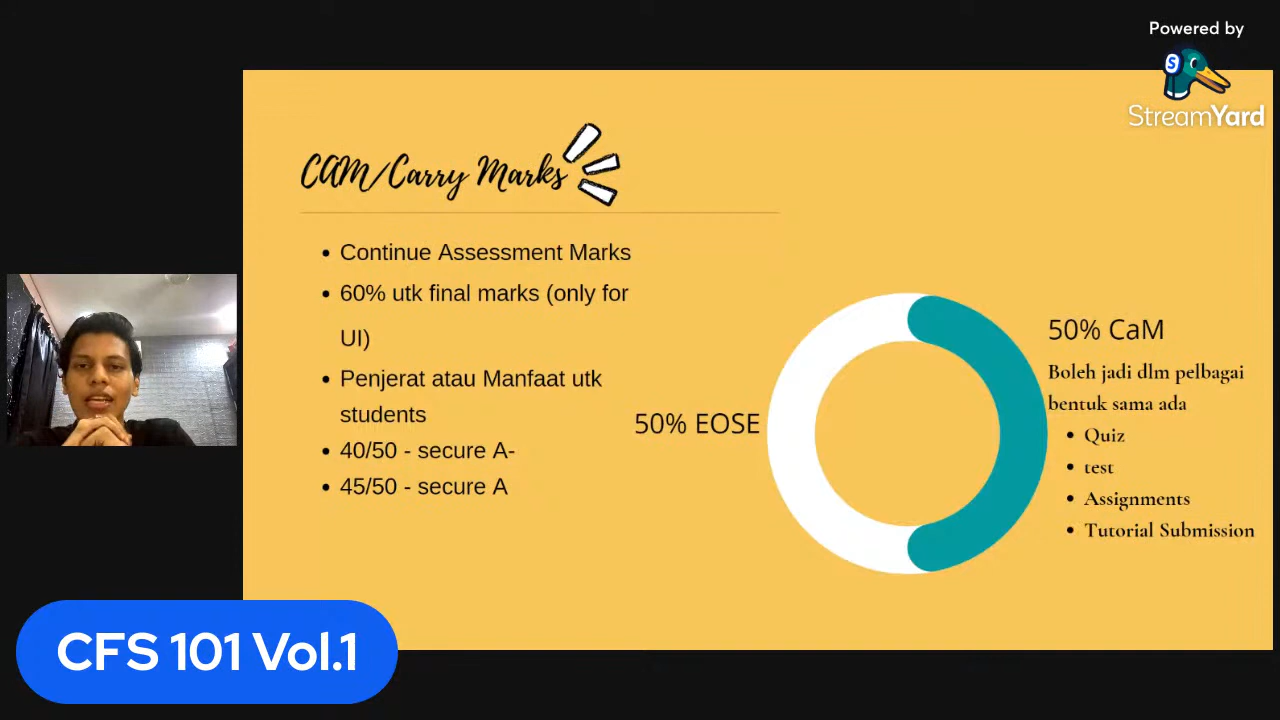 Powered by
S
StreamYard
CAM/Carry Marks
• Continue Assessment Marks
• 60% utk final marks (only for
UI)
• Penjerat atau Manfaat utk
students
• 40/50 - secure A-
• 45/50 - secure A
50% EOSE
50% CaM
Boleh jadi dlm pelbagai
bentuk sama ada
• Quiz
• test
• Assignments
• Tutorial Submission
CFS 101 Vol.1